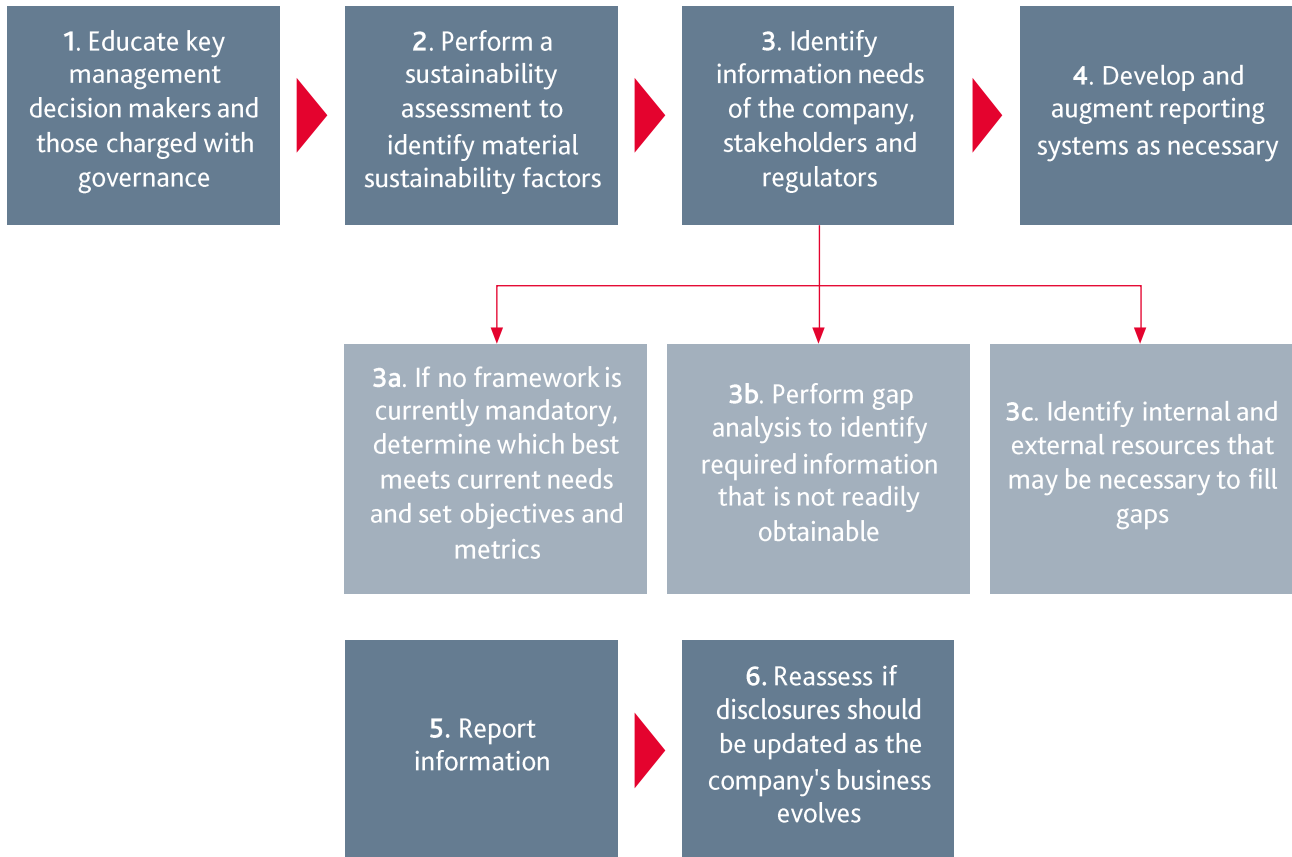 1. Educate key
management
decision makers and
those charged with
governance
2. Perform a
sustainability
assessment to
identify material
sustainability factors
3. Identify
information needs
of the company,
stakeholders and
regulators
4. Develop and
augment reporting
systems as necessary
3a. If no framework is
currently mandatory,
determine which best
meets current needs
and set objectives and
metrics
3b. Perform gap
analysis to identify
required information
that is not readily
obtainable
3c. Identify internal and
external resources that
may be necessary to fill
gaps
5. Report
information
6. Reassess if
disclosures should
be updated as the
company's business
evolves